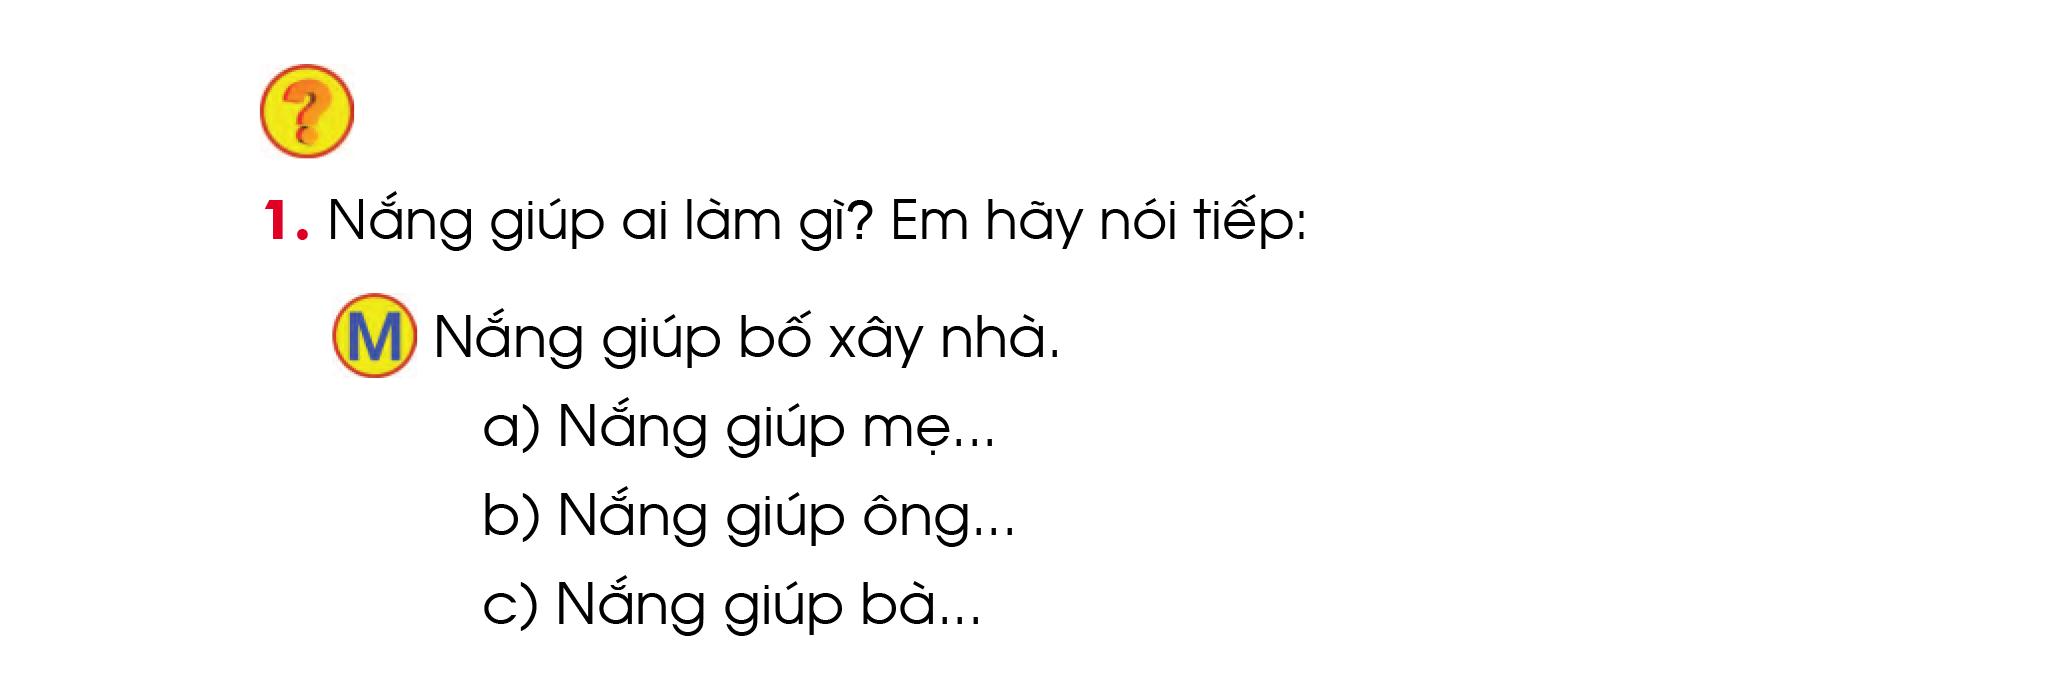 ?
1. Nắng giúp ai làm gì? Em hãy nói tiếp:
M Nắng giúp bố xây nhà.
a) Nắng giúp mẹ...
b) Nắng giúp ông...
c) Nắng giúp bà...